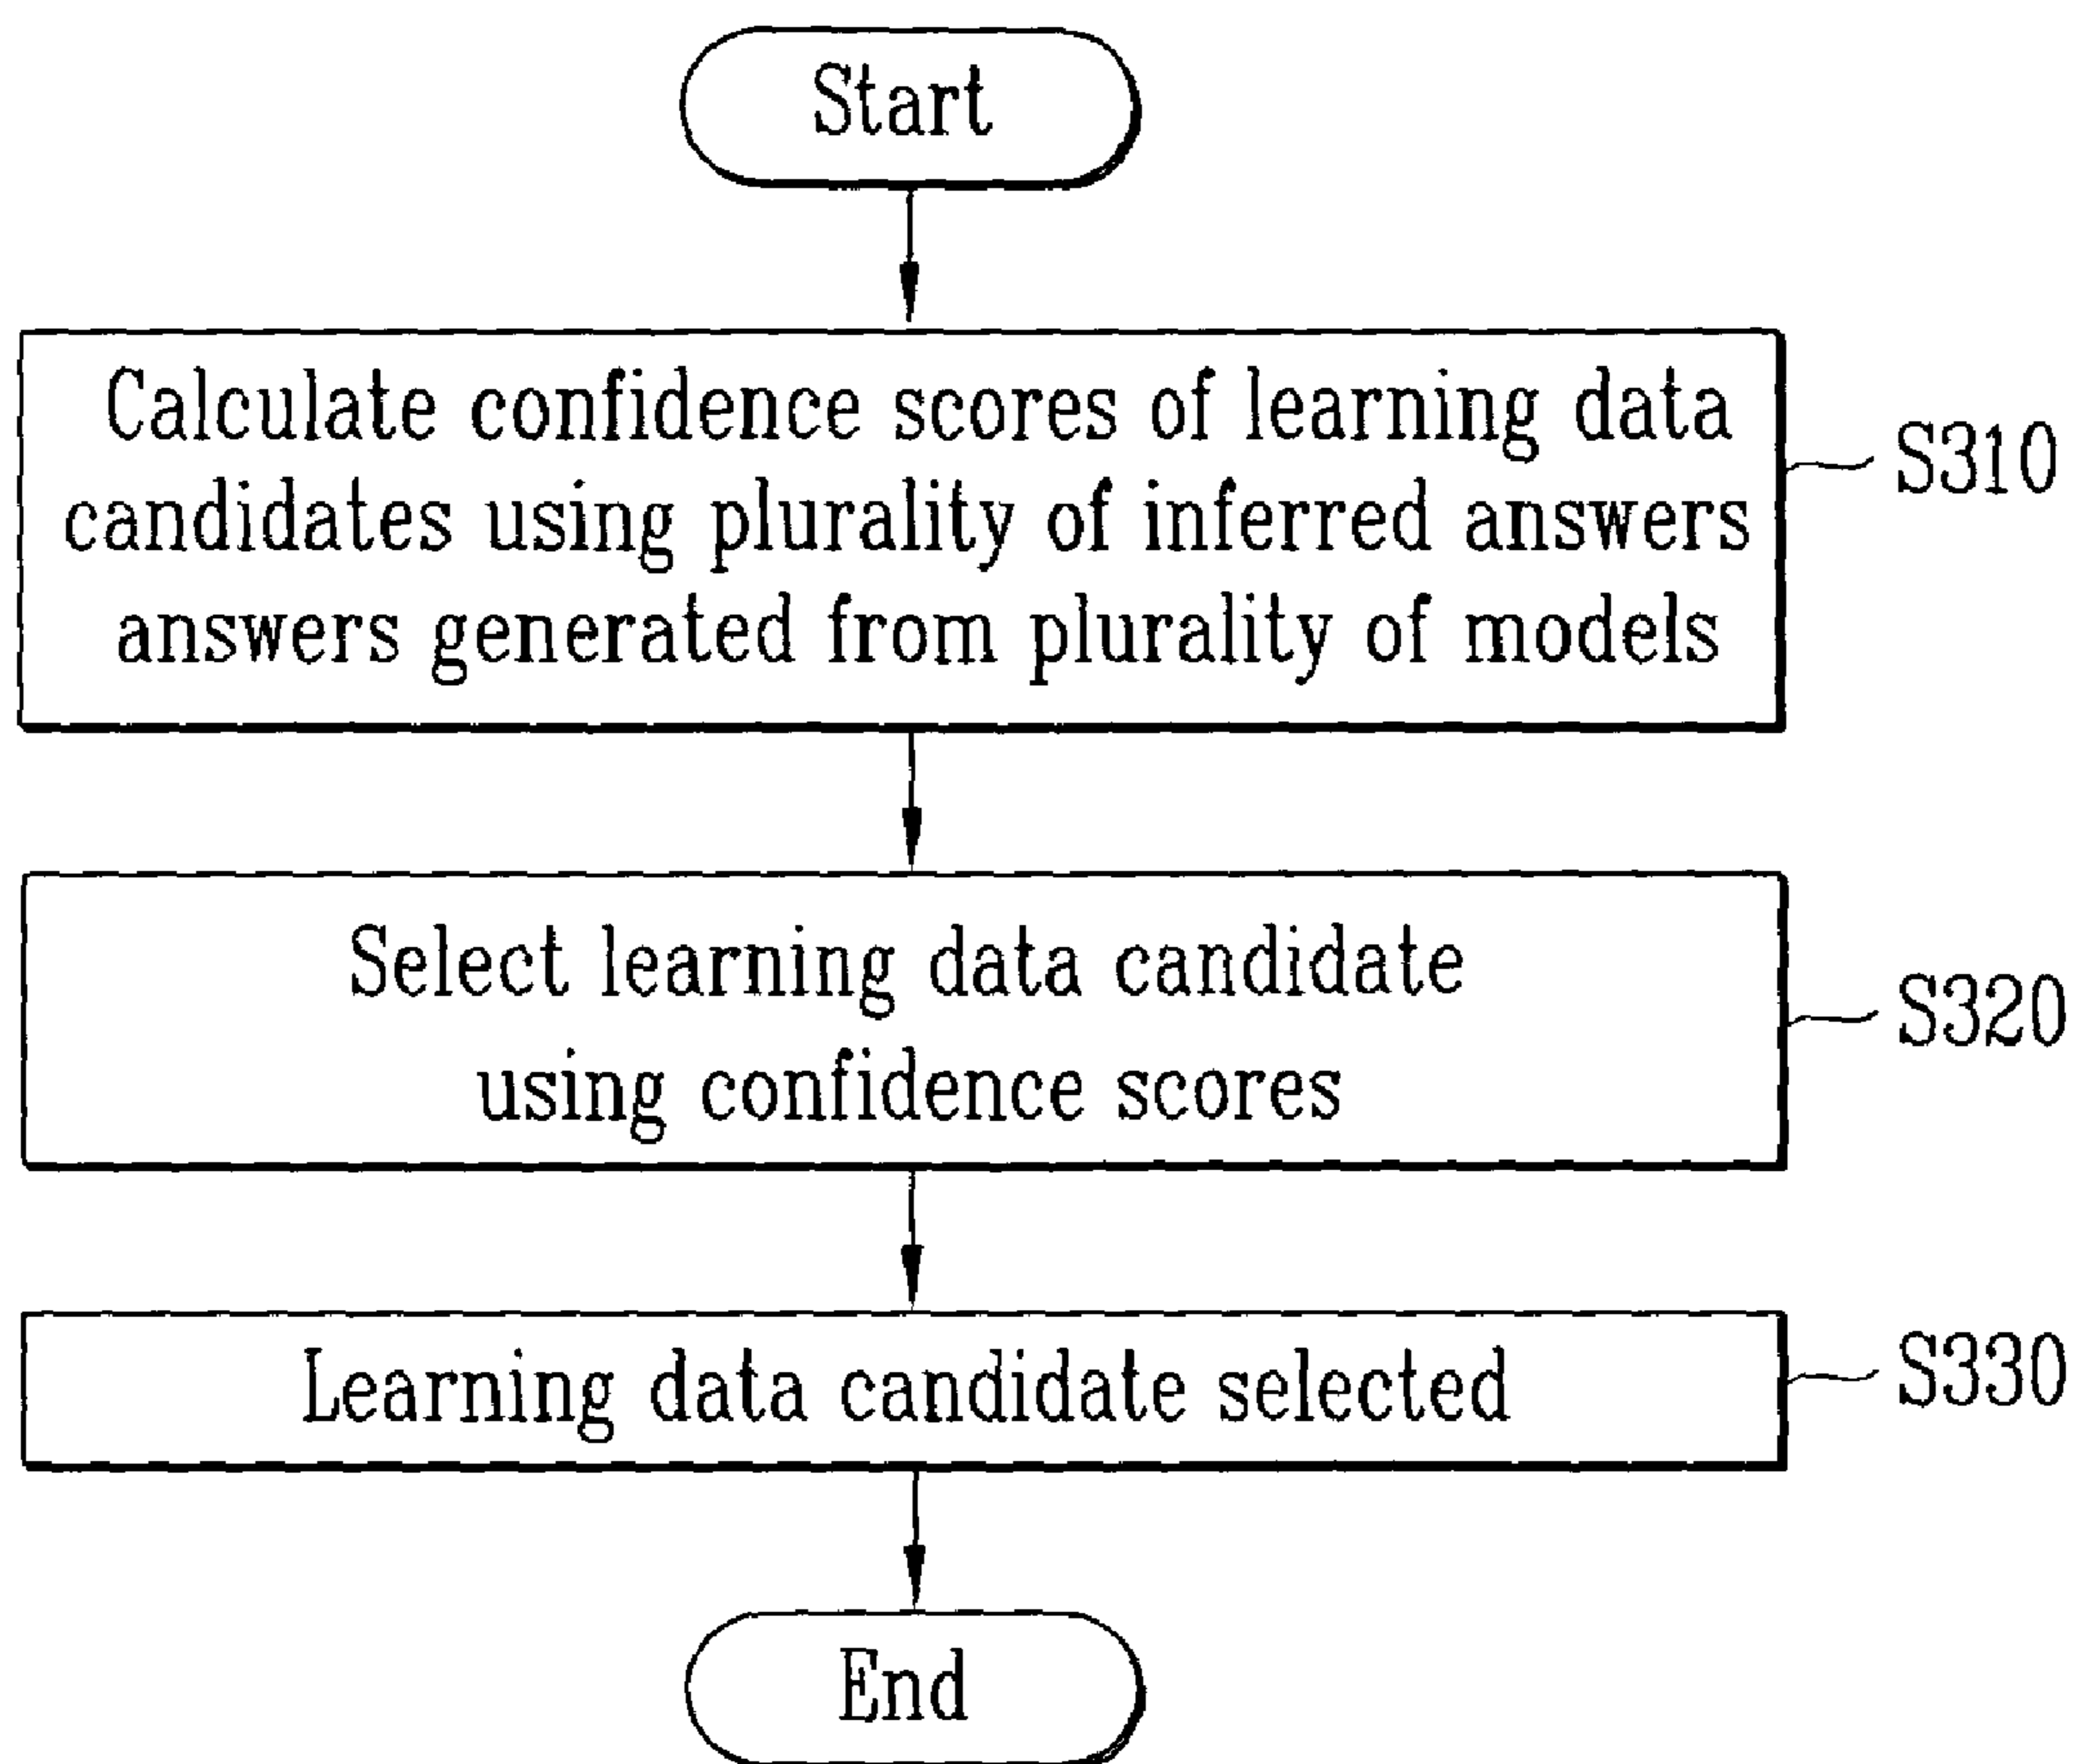 Start
Calculate confidence scores of learning data
candidates using plurality of inferred answers
answers generated from plurality of models
S310
Select learning data candidate
using confidence scores
S320
Learning data candidate selected
S330
End